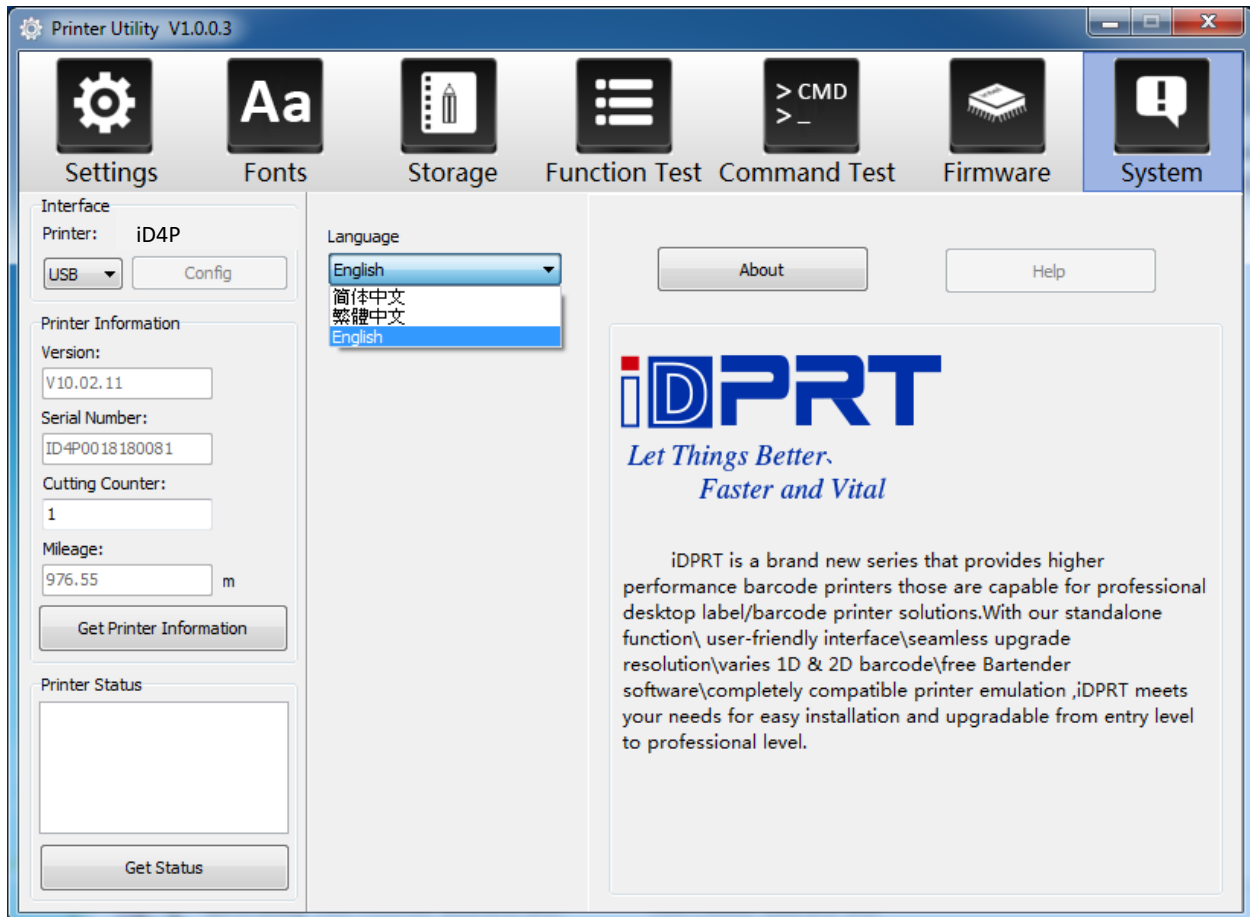 Printer Utility V1.0.0.3
X
Aa
> CMD
>_
Settings
Fonts
Storage
Function Test
Command Test
Firmware
System
Interface
Printer: iD4P
USB
Config
Printer Information
Version:
V10.02.11
Serial Number:
ID4P0018180081
Cutting Counter:
1
Mileage:
976.55 m
Get Printer Information
Printer Status
Get Status
Language
English
简体中文
繁體中文
English
About
Help
iDPRT
Let Things Better、
Faster and Vital
iDPRT is a brand new series that provides higher
performance barcode printers those are capable for professional
desktop label/barcode printer solutions.With our standalone
function\ user-friendly interface\seamless upgrade
resolution\varies 1D & 2D barcode\free Bartender
software\completely compatible printer emulation ,iDPRT meets
your needs for easy installation and upgradable from entry level
to professional level.